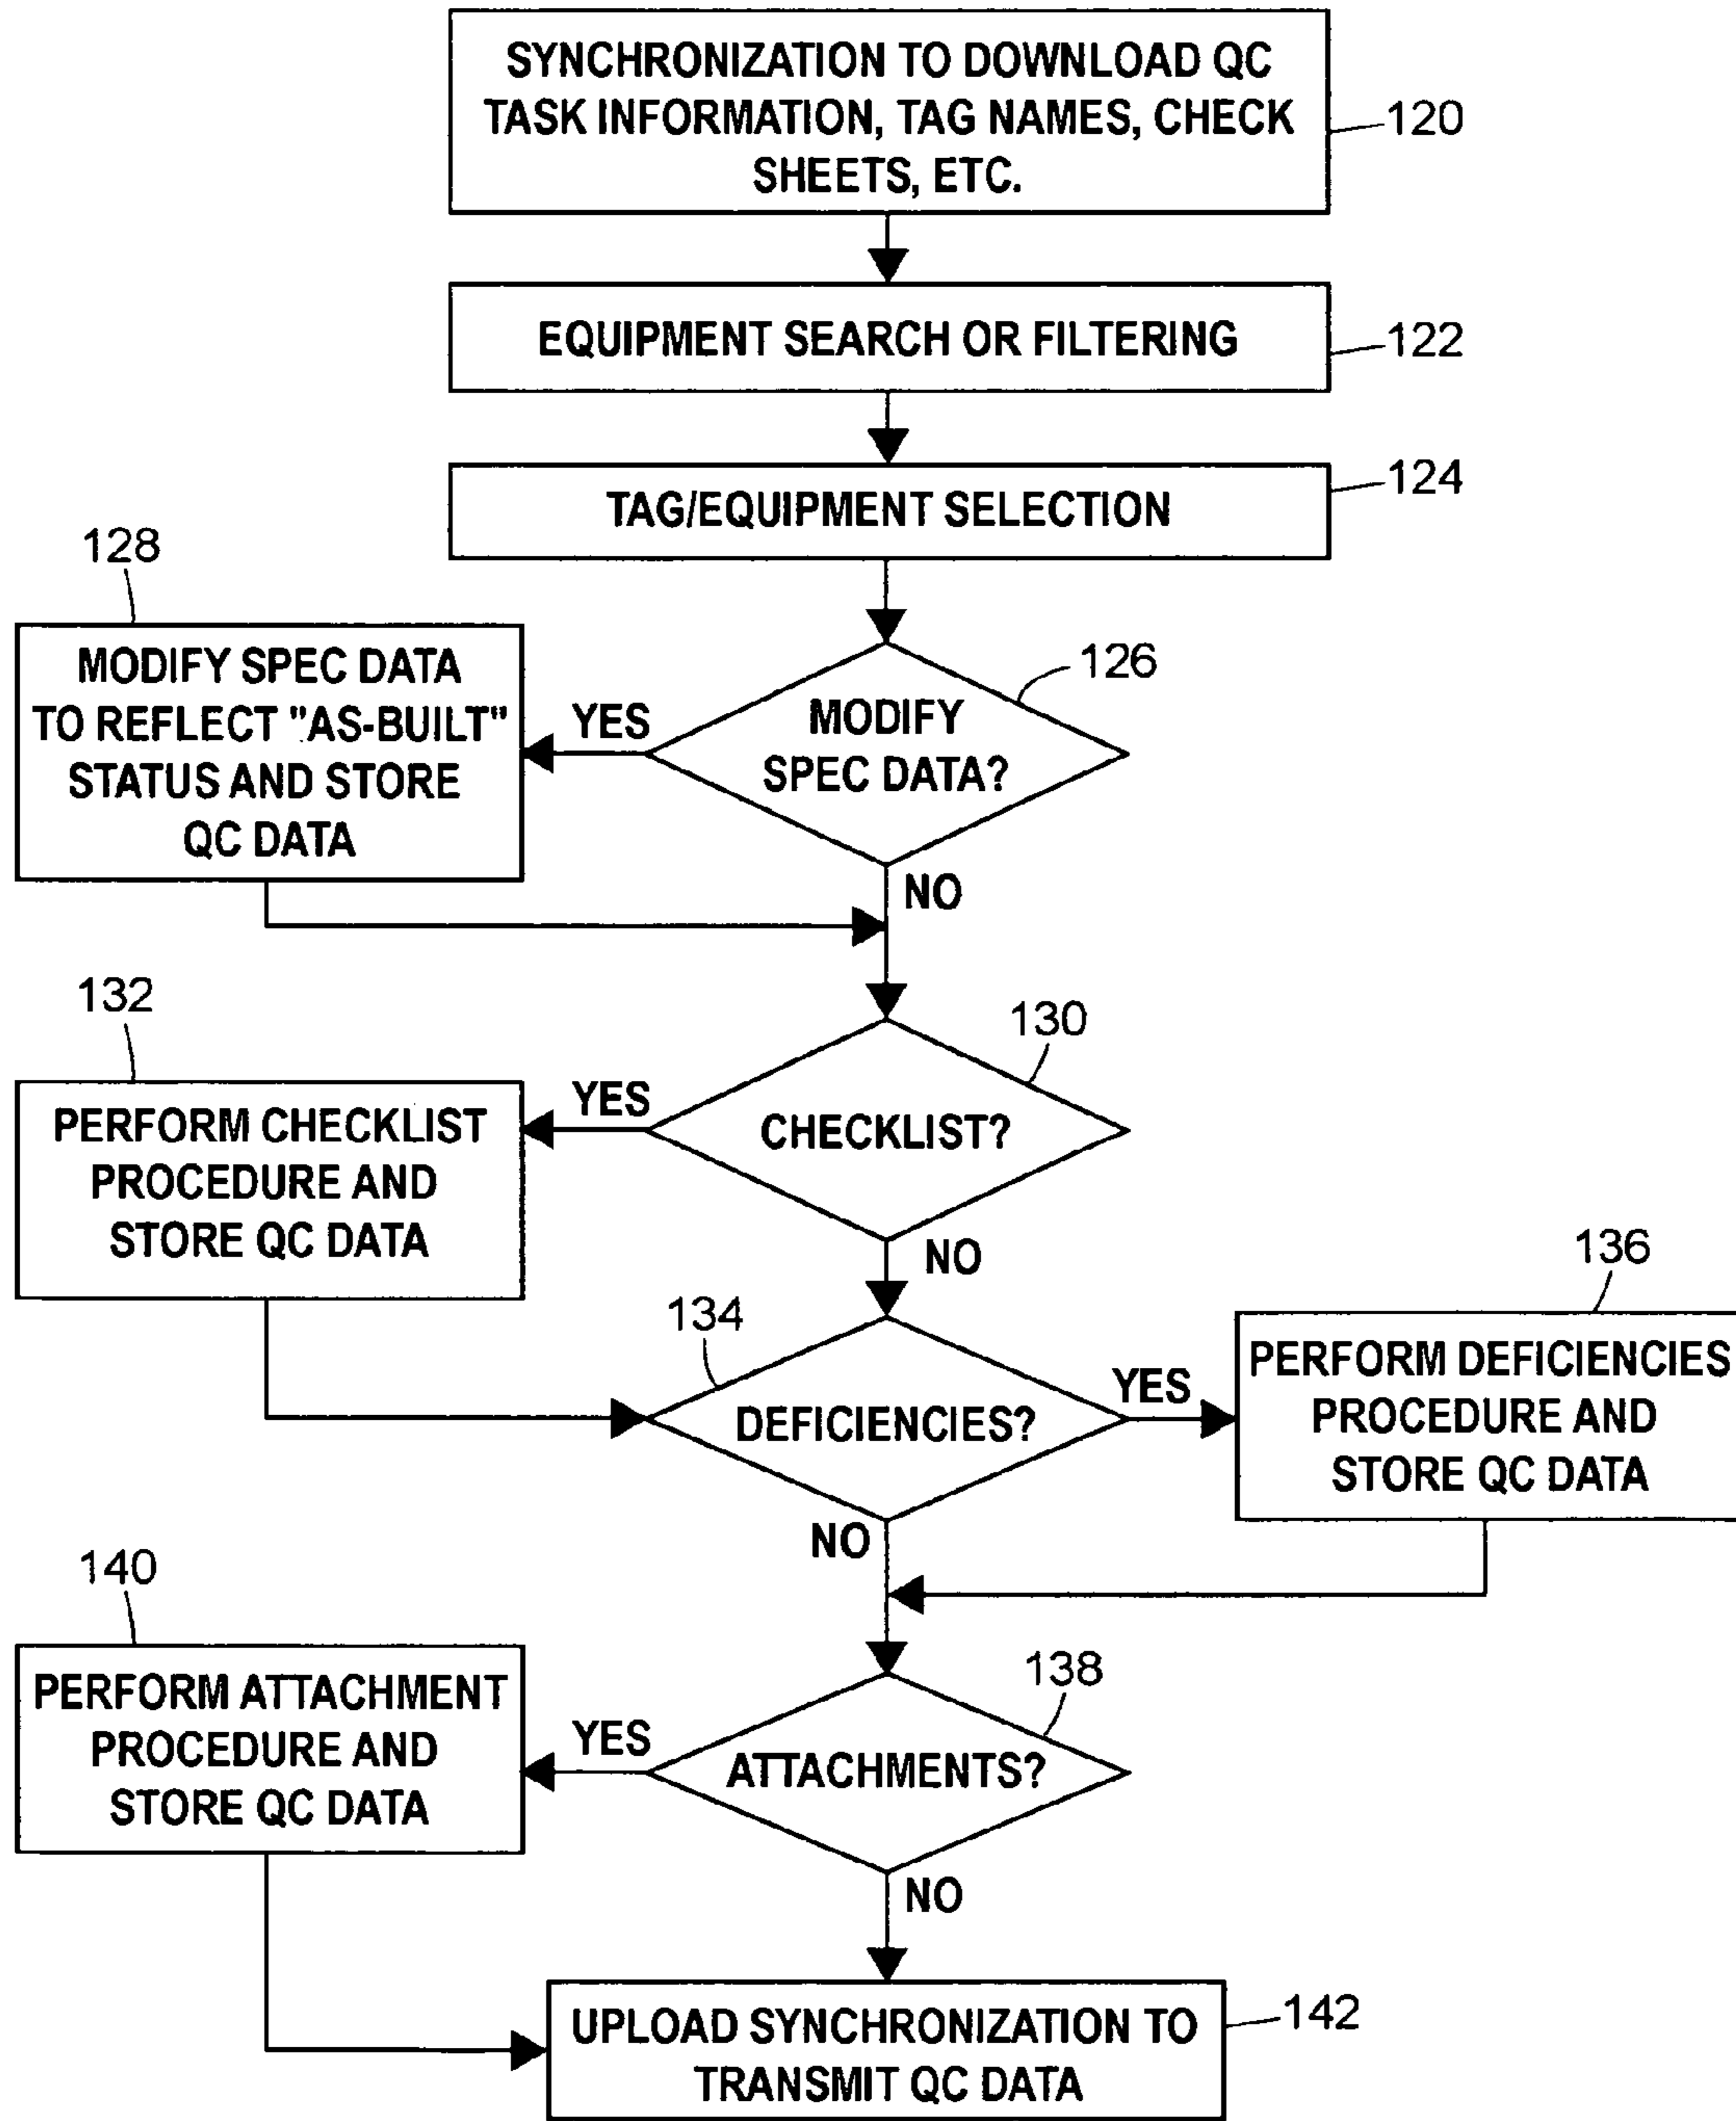 SYNCHRONIZATION TO DOWNLOAD QC
TASK INFORMATION, TAG NAMES, CHECK
SHEETS, ETC.
120
EQUIPMENT SEARCH OR FILTERING
122
TAG/EQUIPMENT SELECTION
124
128
MODIFY SPEC DATA
TO REFLECT "AS-BUILT"
STATUS AND STORE
QC DATA
YES
126
MODIFY
SPEC DATA?
NO
132
PERFORM CHECKLIST
PROCEDURE AND
STORE QC DATA
YES
130
CHECKLIST?
NO
134
DEFICIENCIES?
YES
136
PERFORM DEFICIENCIES
PROCEDURE AND
STORE QC DATA
NO
140
PERFORM ATTACHMENT
PROCEDURE AND
STORE QC DATA
YES
138
ATTACHMENTS?
NO
UPLOAD SYNCHRONIZATION TO
TRANSMIT QC DATA
142